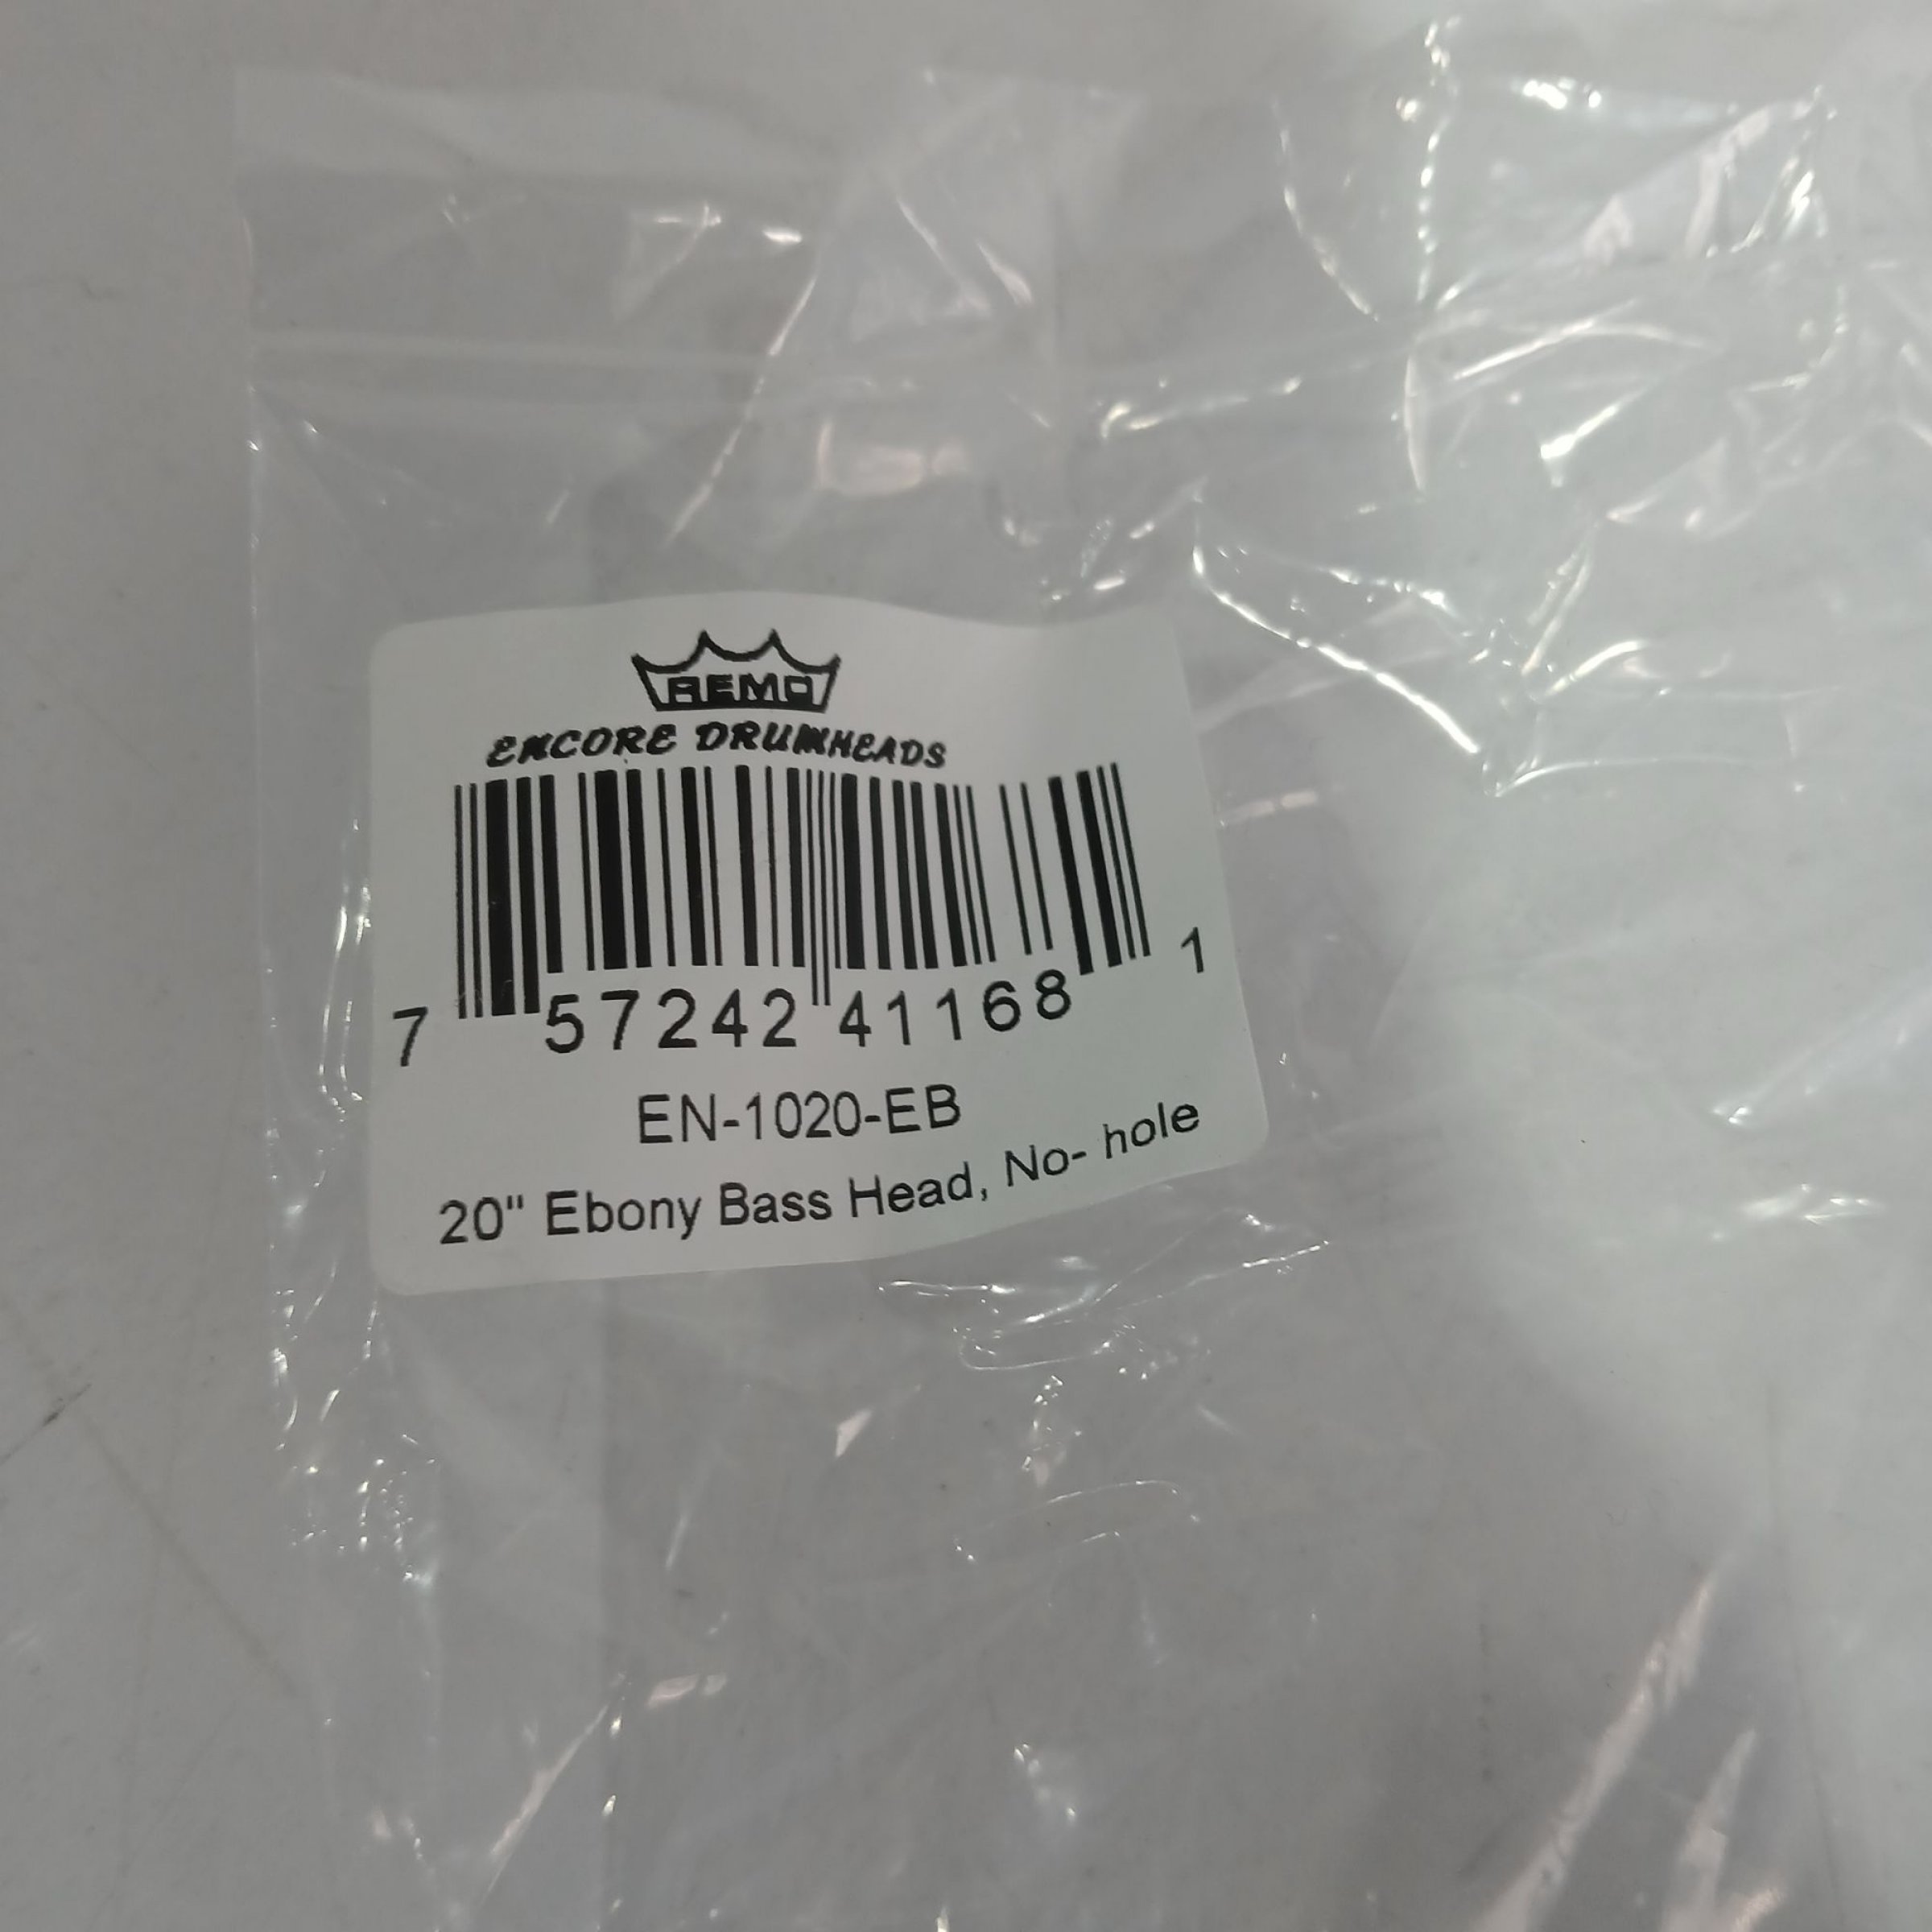 REMO
ENCORE DRUMHEADS
7 57242 41168 1
EN-1020-EB
20" Ebony Bass Head, No- hole